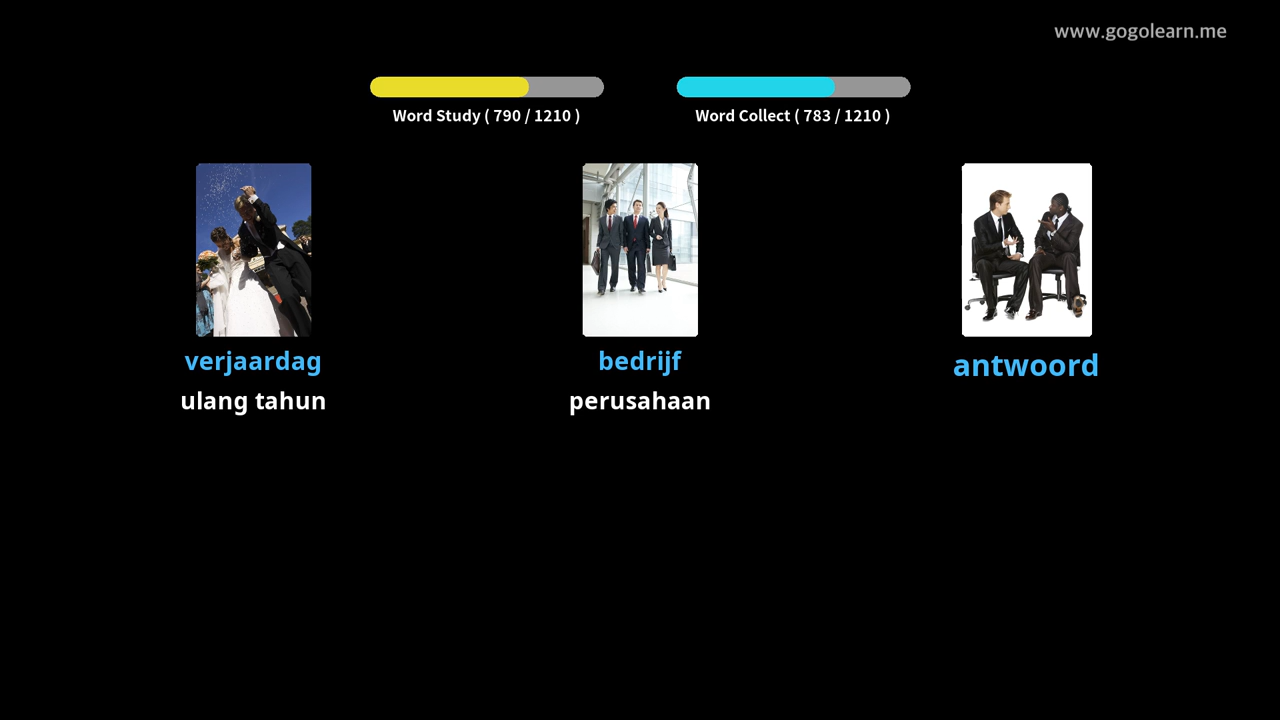 www.gogolearn.me
Word Study ( 790 / 1210 )
Word Collect ( 783 / 1210 )
verjaardag
ulang tahun
bedrijf
perusahaan
antwoord